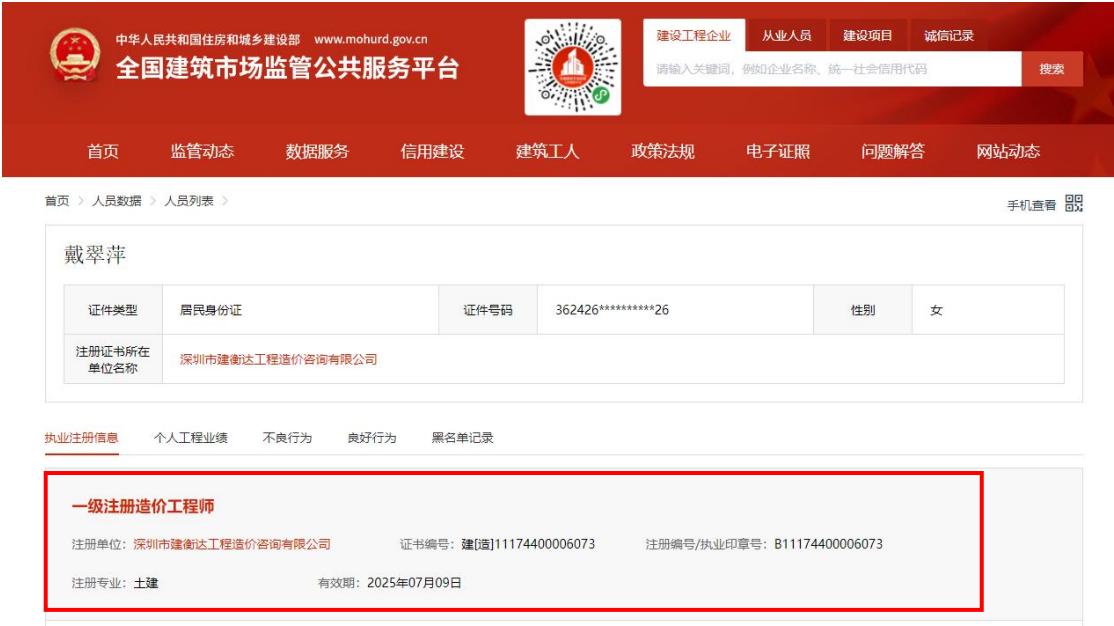 中华人民共和国住房和城乡建设部 www.mohurd.gov.cn
全国建筑市场监管公共服务平台
建设工程企业 从业人员 建设项目 诚信记录
请输入关键词，例如企业名称、统一社会信用代码 搜索
首页 监管动态 数据服务 信用建设 建筑工人 政策法规 电子证照 问题解答 网站动态
首页 > 人员数据 > 人员列表 >
手机查看
戴翠萍
证件类型 居民身份证 证件号码 362426**********26 性别 女
注册证书所在
单位名称
深圳市建衡达工程造价咨询有限公司
执业注册信息 个人工程业绩 不良行为 良好行为 黑名单记录
一级注册造价工程师
注册单位：深圳市建衡达工程造价咨询有限公司 证书编号：建[造]11174400006073 注册编号/执业印章号：B11174400006073
注册专业：土建 有效期：2025年07月09日